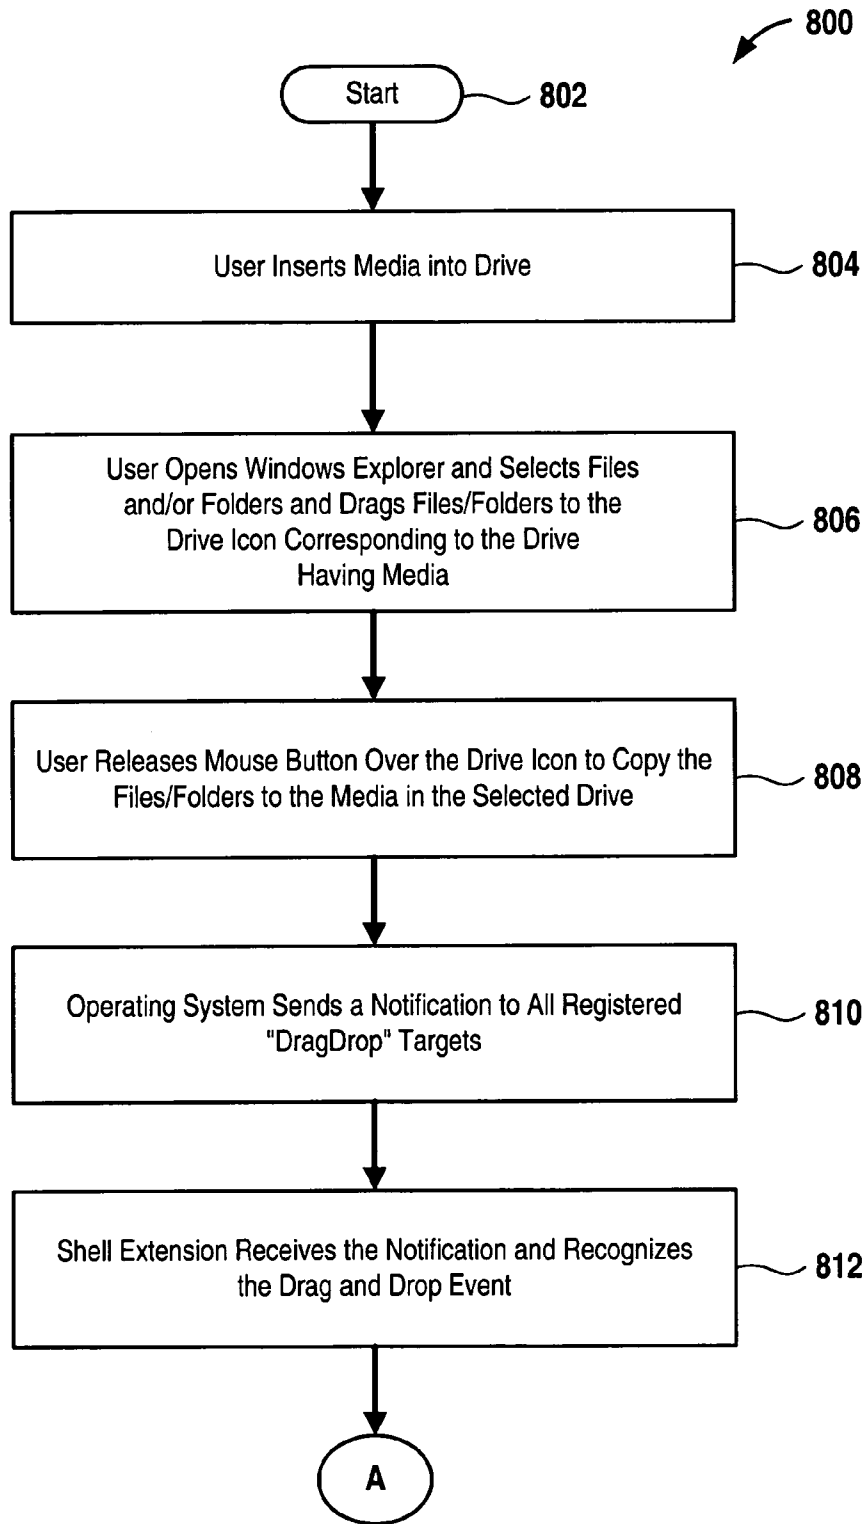 800
Start
802
User Inserts Media into Drive
804
User Opens Windows Explorer and Selects Files
and/or Folders and Drags Files/Folders to the
Drive Icon Corresponding to the Drive
Having Media
806
User Releases Mouse Button Over the Drive Icon to Copy the
Files/Folders to the Media in the Selected Drive
808
Operating System Sends a Notification to All Registered
"DragDrop" Targets
810
Shell Extension Receives the Notification and Recognizes
the Drag and Drop Event
812
A